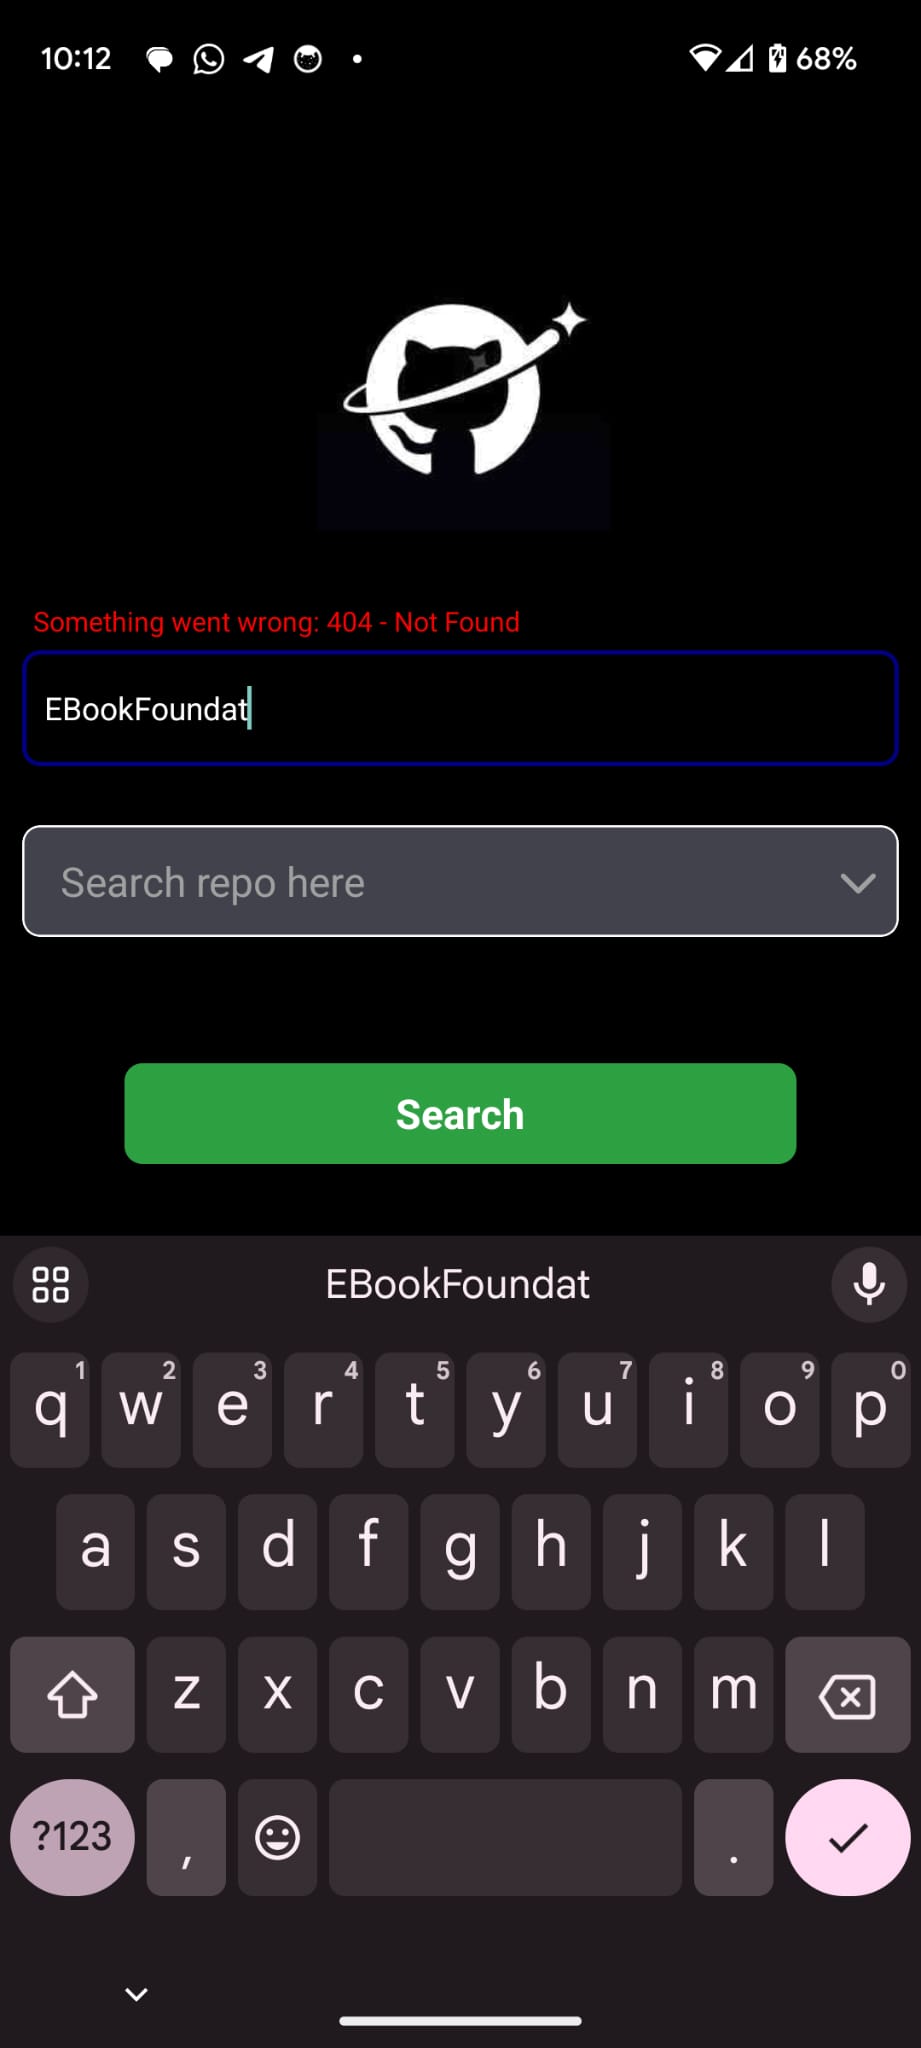 10:12 68%
Something went wrong: 404 - Not Found
EBookFoundat
Search repo here
Search
EBookFoundat
1 2 3 4 5 6 7 8 9 0
q w e r t y u i o p
a s d f g h j k l
z x c v b n m
?123 , .